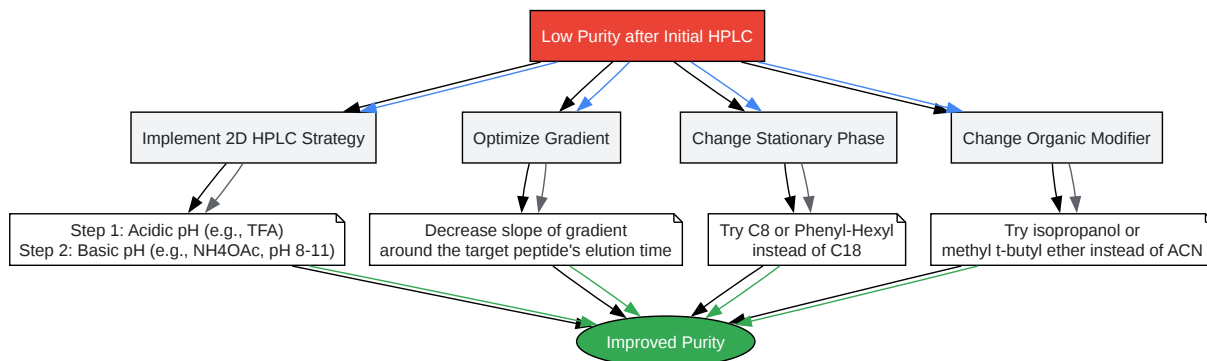 Low Purity after Initial HPLC
Implement 2D HPLC Strategy
Optimize Gradient
Change Stationary Phase
Change Organic Modifier
Step 1: Acidic pH (e.g., TFA)
Step 2: Basic pH (e.g., NH4OAc, pH 8-11)
Decrease slope of gradient
around the target peptide's elution time
Try C8 or Phenyl-Hexyl
instead of C18
Try isopropanol or
methyl t-butyl ether instead of ACN
Improved Purity